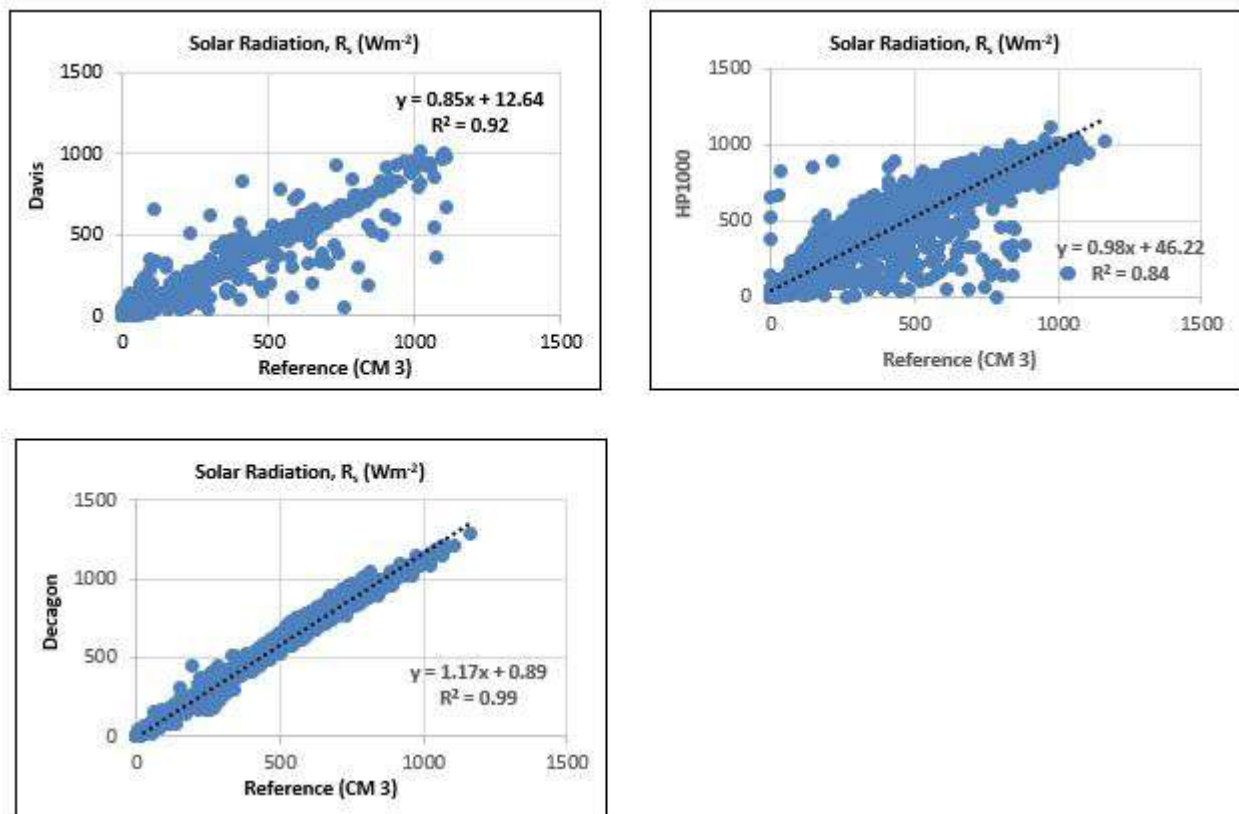 Solar Radiation, Rs (Wm-2)
1500
1000
500
0
Davis
y = 0.85x + 12.64
R2 = 0.92
0 500 1000 1500
Reference (CM 3)
Solar Radiation, Rs (Wm-2)
1500
1000
500
0
HP1000
y = 0.98x + 46.22
R2 = 0.84
0 500 1000 1500
Reference (CM 3)
Solar Radiation, Rs (Wm-2)
1500
1000
500
0
Decagon
y = 1.17x + 0.89
R2 = 0.99
0 500 1000 1500
Reference (CM 3)